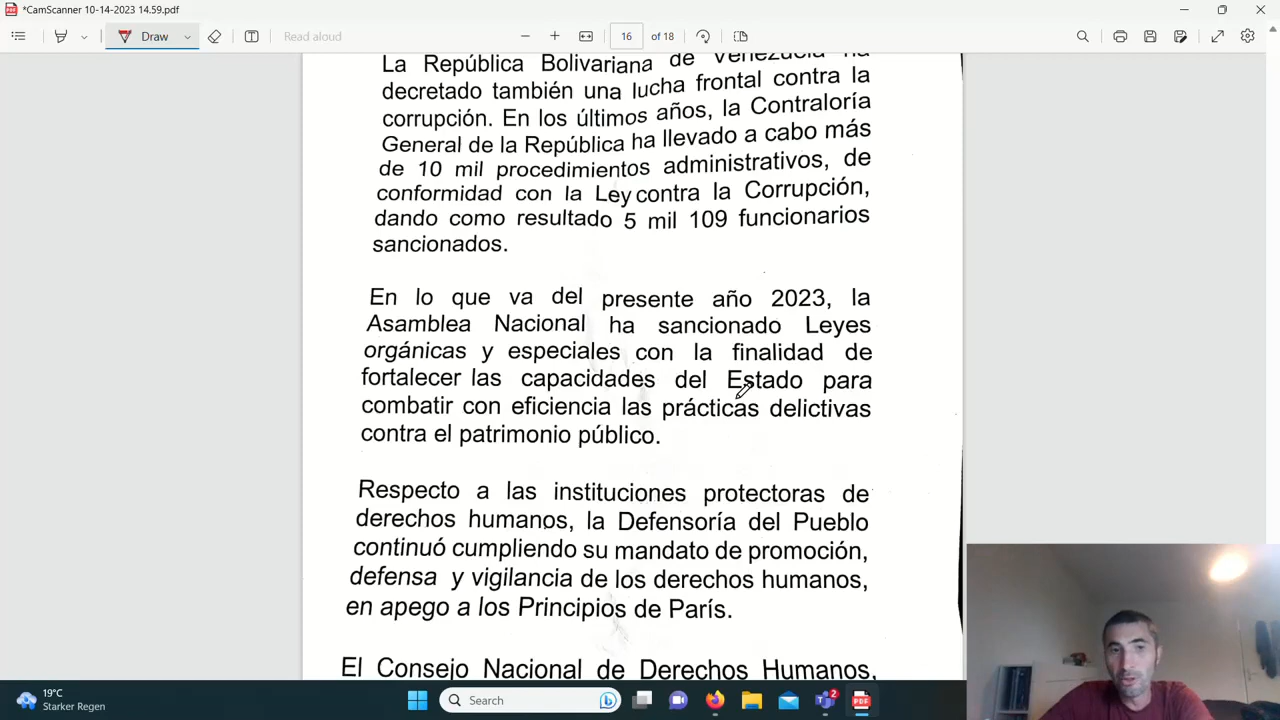 *CamScanner 10-14-2023 14.59.pdf
Draw
Read aloud
16 of 18
La República Bolivariana de Venezuela ha
decretado también una lucha frontal contra la
corrupción. En los últimos años, la Contraloría
General de la República ha llevado a cabo más
de 10 mil procedimientos administrativos, de
conformidad con la Ley contra la Corrupción,
dando como resultado 5 mil 109 funcionarios
sancionados.
En lo que va del presente año 2023, la
Asamblea Nacional ha sancionado Leyes
orgánicas y especiales con la finalidad de
fortalecer las capacidades del Estado para
combatir con eficiencia las prácticas delictivas
contra el patrimonio público.
Respecto a las instituciones protectoras de
derechos humanos, la Defensoría del Pueblo
continuó cumpliendo su mandato de promoción,
defensa y vigilancia de los derechos humanos,
en apego a los Principios de París.
El Consejo Nacional de Derechos Humanos,
19°C
Starker Regen
Search
2
PDF